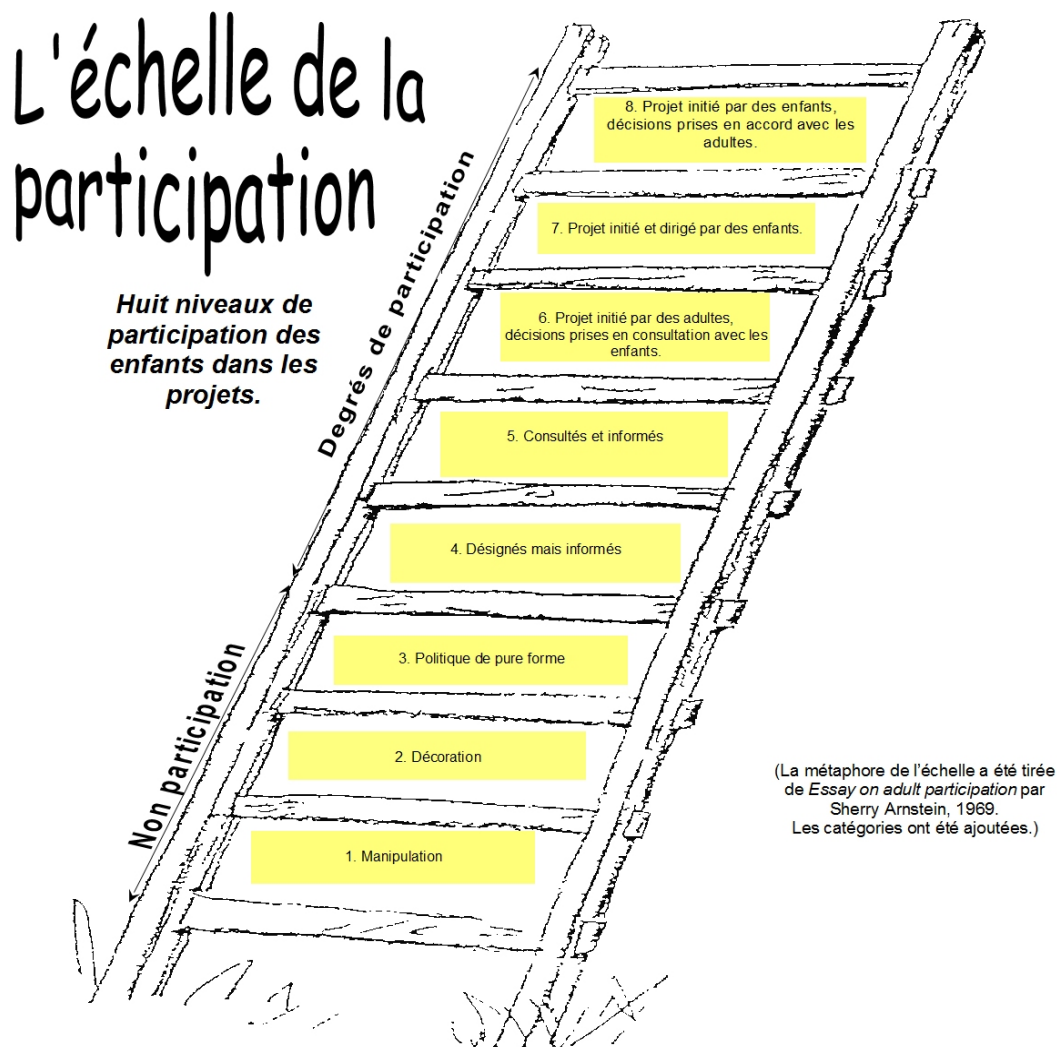 L'échelle de la
participation
Huit niveaux de
participation des
enfants dans les
projets.
Degrés de participation
Non participation
8. Projet initié par des enfants,
décisions prises en accord avec les
adultes.
7. Projet initié et dirigé par des enfants.
6. Projet initié par des adultes,
décisions prises en consultation avec les
enfants.
5. Consultés et informés
4. Désignés mais informés
3. Politique de pure forme
2. Décoration
1. Manipulation
(La métaphore de l’échelle a été tirée
de Essay on adult participation par
Sherry Arnstein, 1969.
Les catégories ont été ajoutées.)